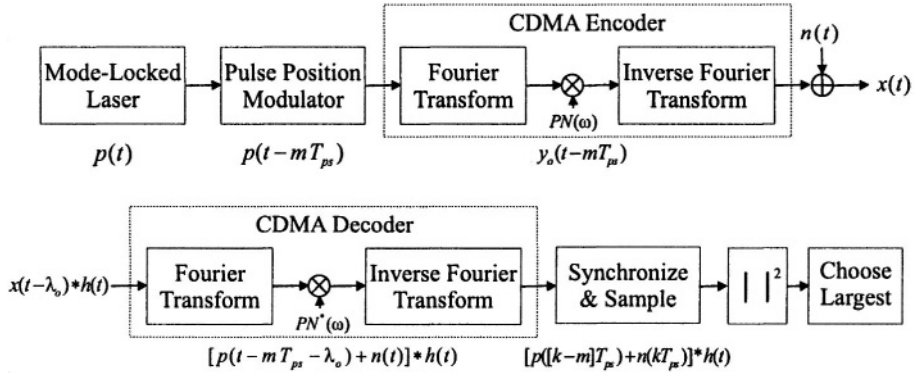 CDMA Encoder
n(t)
Mode-Locked Laser
Pulse Position Modulator
Fourier Transform
PN(ω)
Inverse Fourier Transform
x(t)
p(t)
p(t−mT_ps)
y_o(t−mT_ps)
CDMA Decoder
x(t−λ_o)*h(t)
Fourier Transform
PN*(ω)
Inverse Fourier Transform
Synchronize & Sample
| |²
Choose Largest
[p(t−mT_ps−λ_o)+n(t)]*h(t)
[p([k−m]T_ps)+n(kT_ps)]*h(t)